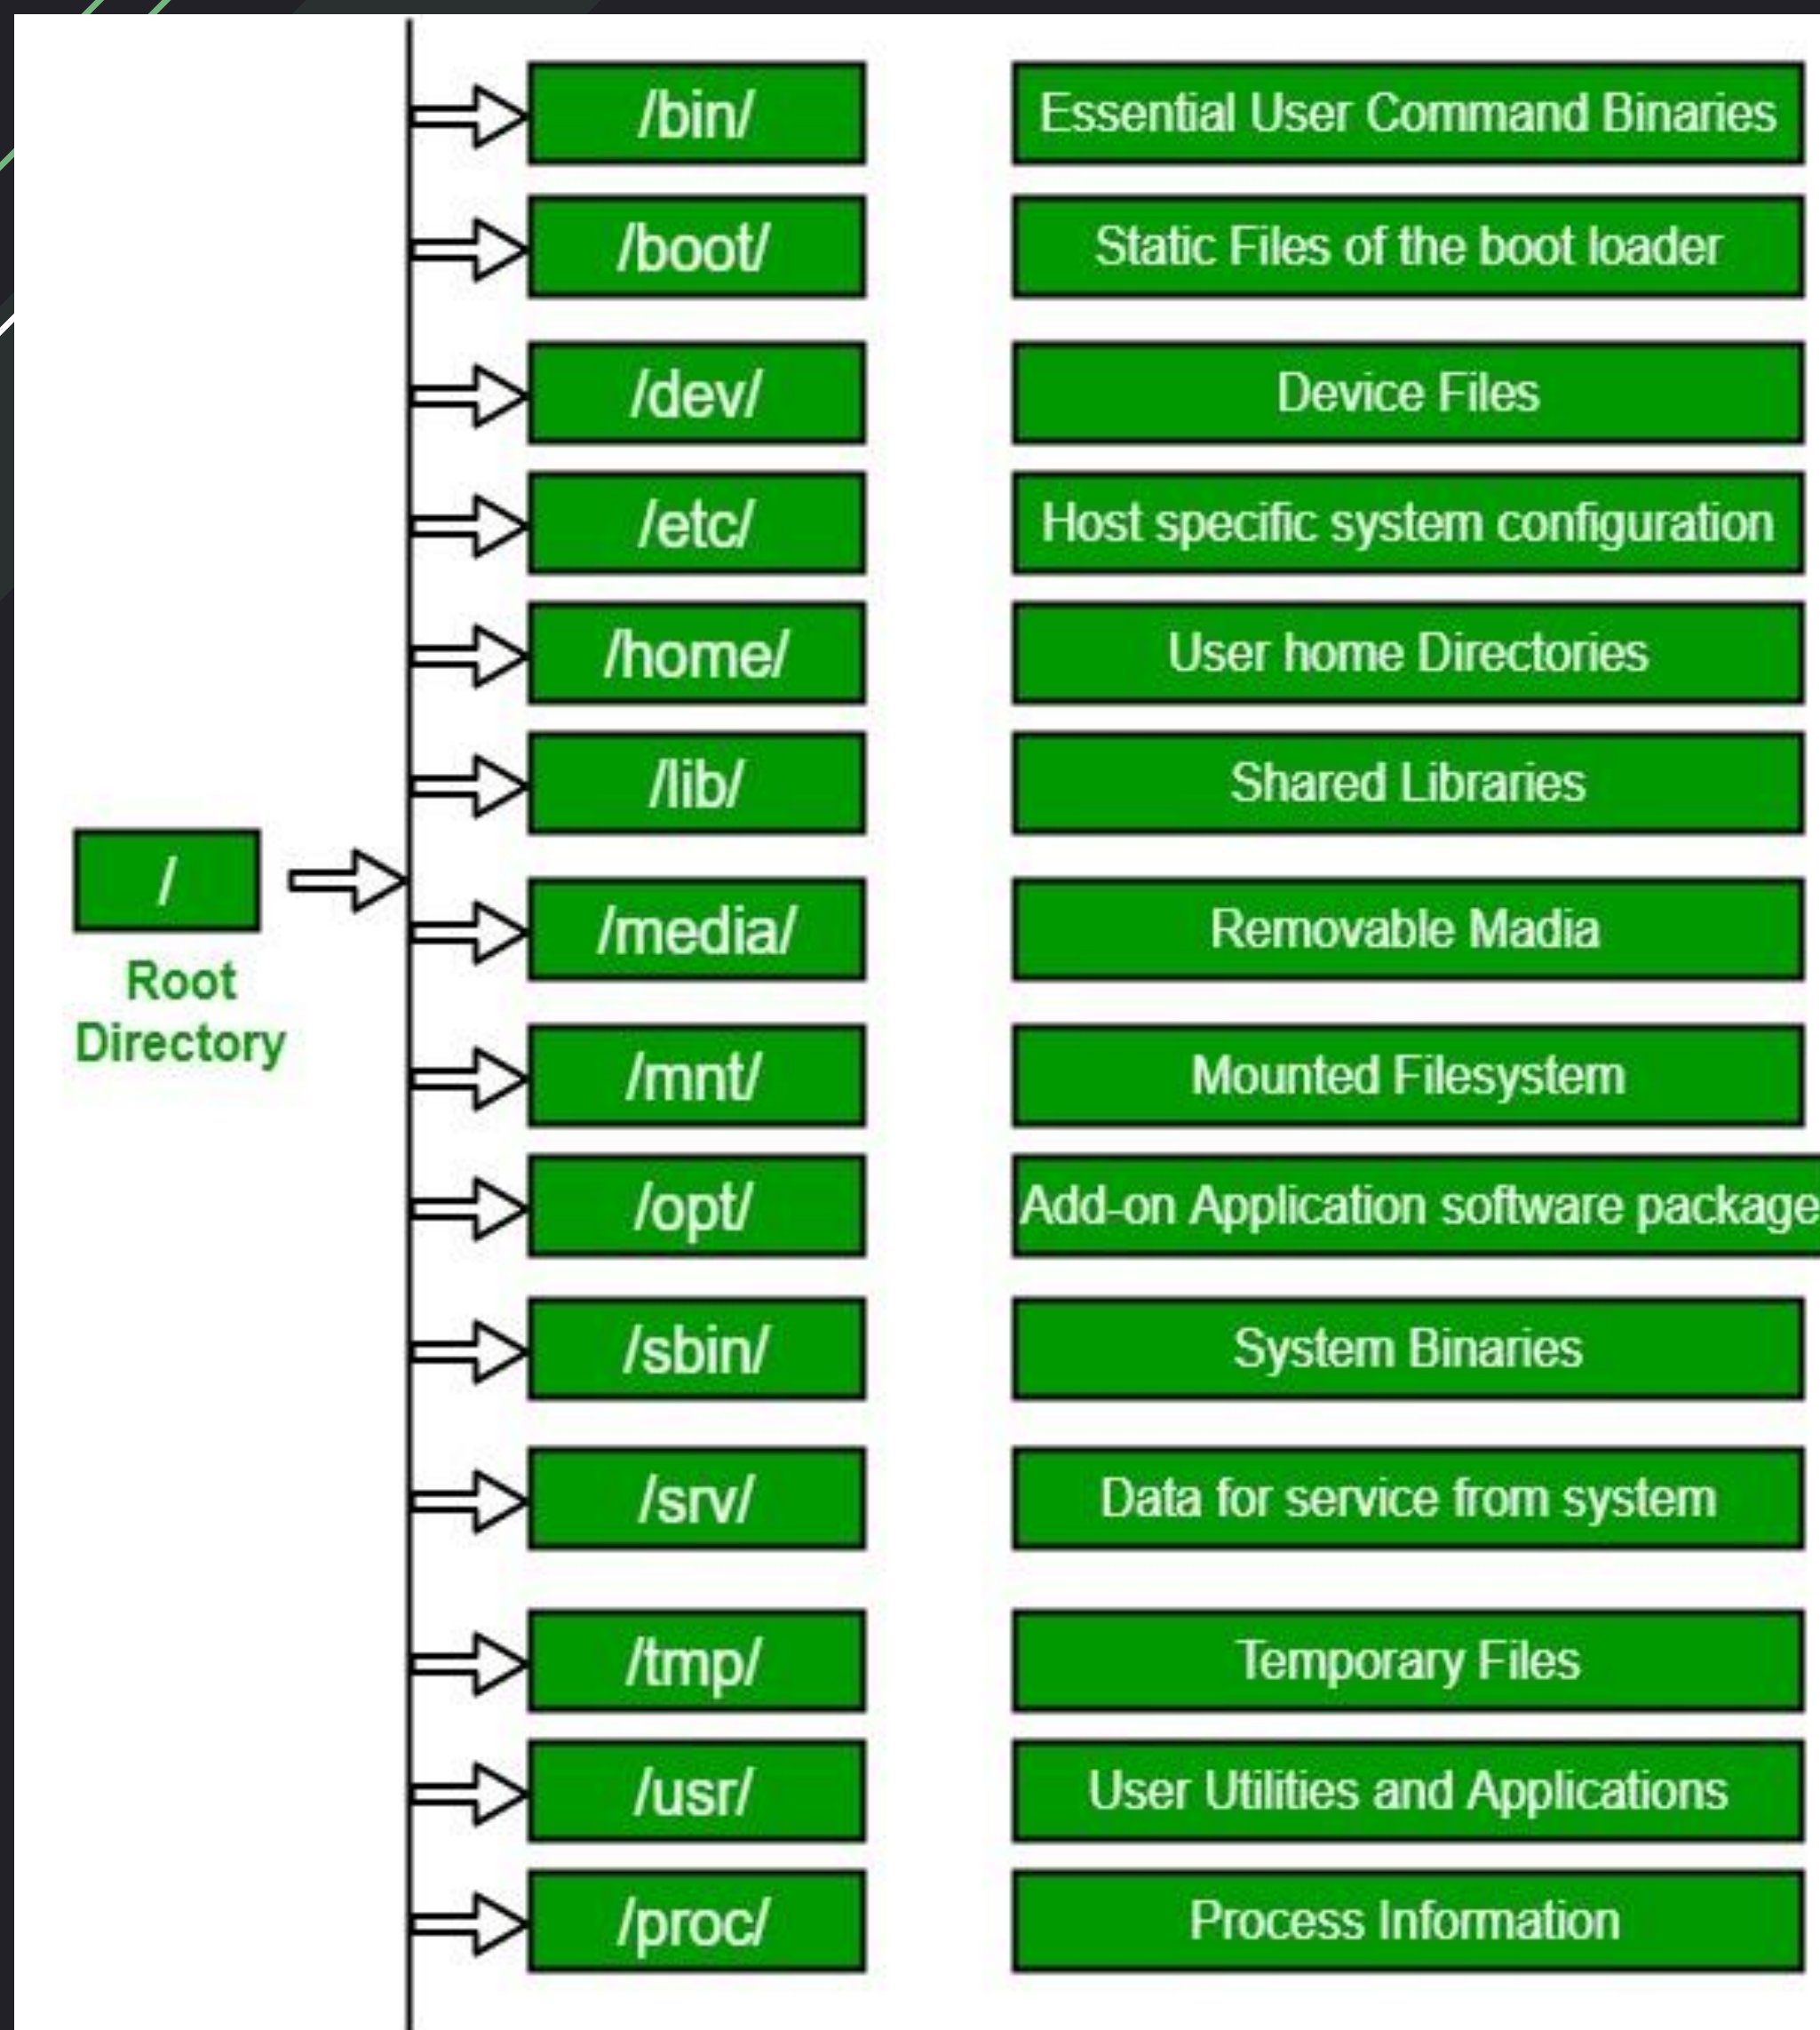 /bin/ Essential User Command Binaries
/boot/ Static Files of the boot loader
/dev/ Device Files
/etc/ Host specific system configuration
/home/ User home Directories
/lib/ Shared Libraries
/
Root
Directory
/media/ Removable Madia
/mnt/ Mounted Filesystem
/opt/ Add-on Application software package
/sbin/ System Binaries
/srv/ Data for service from system
/tmp/ Temporary Files
/usr/ User Utilities and Applications
/proc/ Process Information